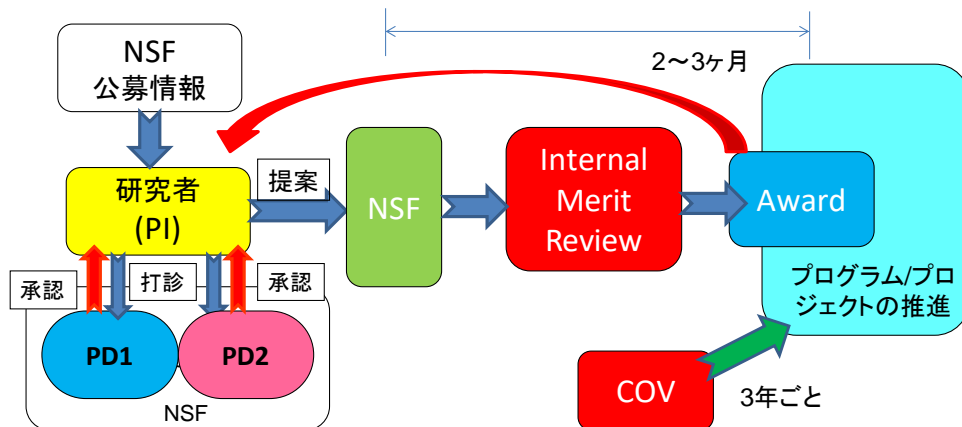 NSF
公募情報
2～3ヶ月
研究者
(PI)
提案
NSF
Internal
Merit
Review
Award
プログラム/プロ
ジェクトの推進
承認
打診
承認
PD1
PD2
NSF
COV
3年ごと